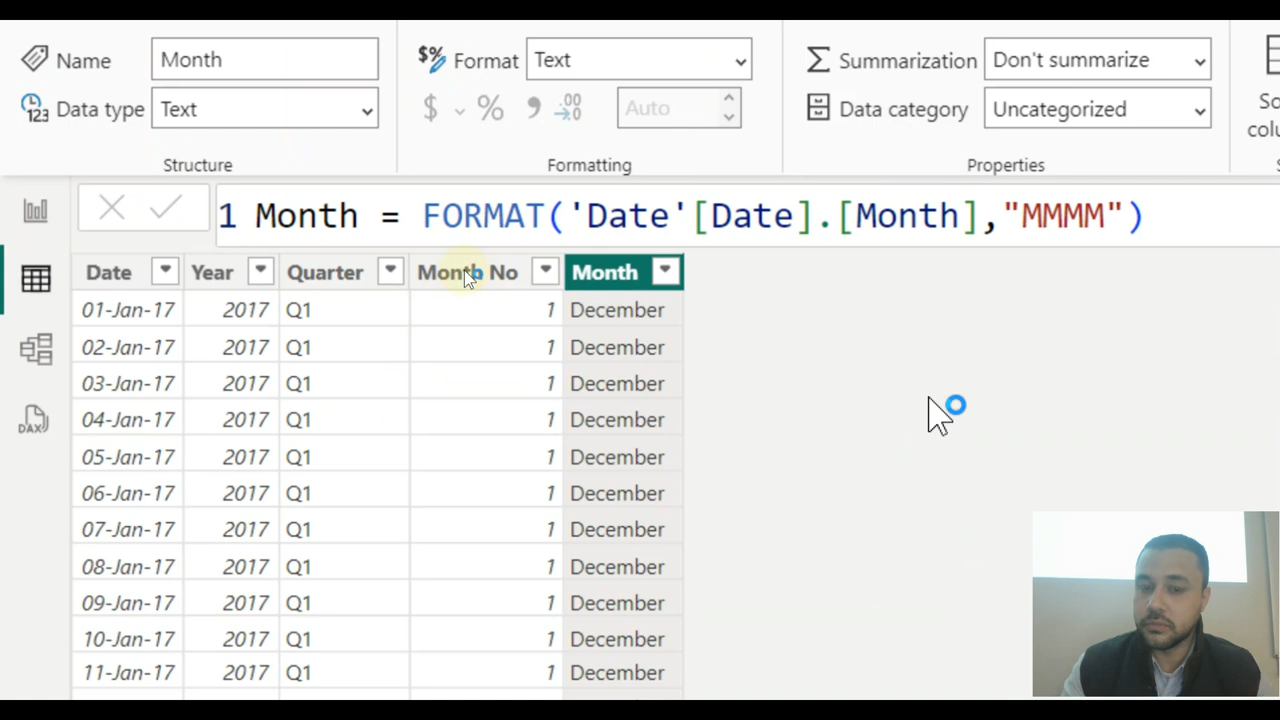 Name Month $% Format Text Summarization Don't summarize
123 Data type Text $ % Auto Data category Uncategorized
Structure Formatting Properties
1 Month = FORMAT('Date'[Date].[Month],"MMMM")
Date Year Quarter Month No Month
01-Jan-17 2017 Q1 1 December
02-Jan-17 2017 Q1 1 December
03-Jan-17 2017 Q1 1 December
04-Jan-17 2017 Q1 1 December
05-Jan-17 2017 Q1 1 December
06-Jan-17 2017 Q1 1 December
07-Jan-17 2017 Q1 1 December
08-Jan-17 2017 Q1 1 December
09-Jan-17 2017 Q1 1 December
10-Jan-17 2017 Q1 1 December
11-Jan-17 2017 Q1 1 December
DAX